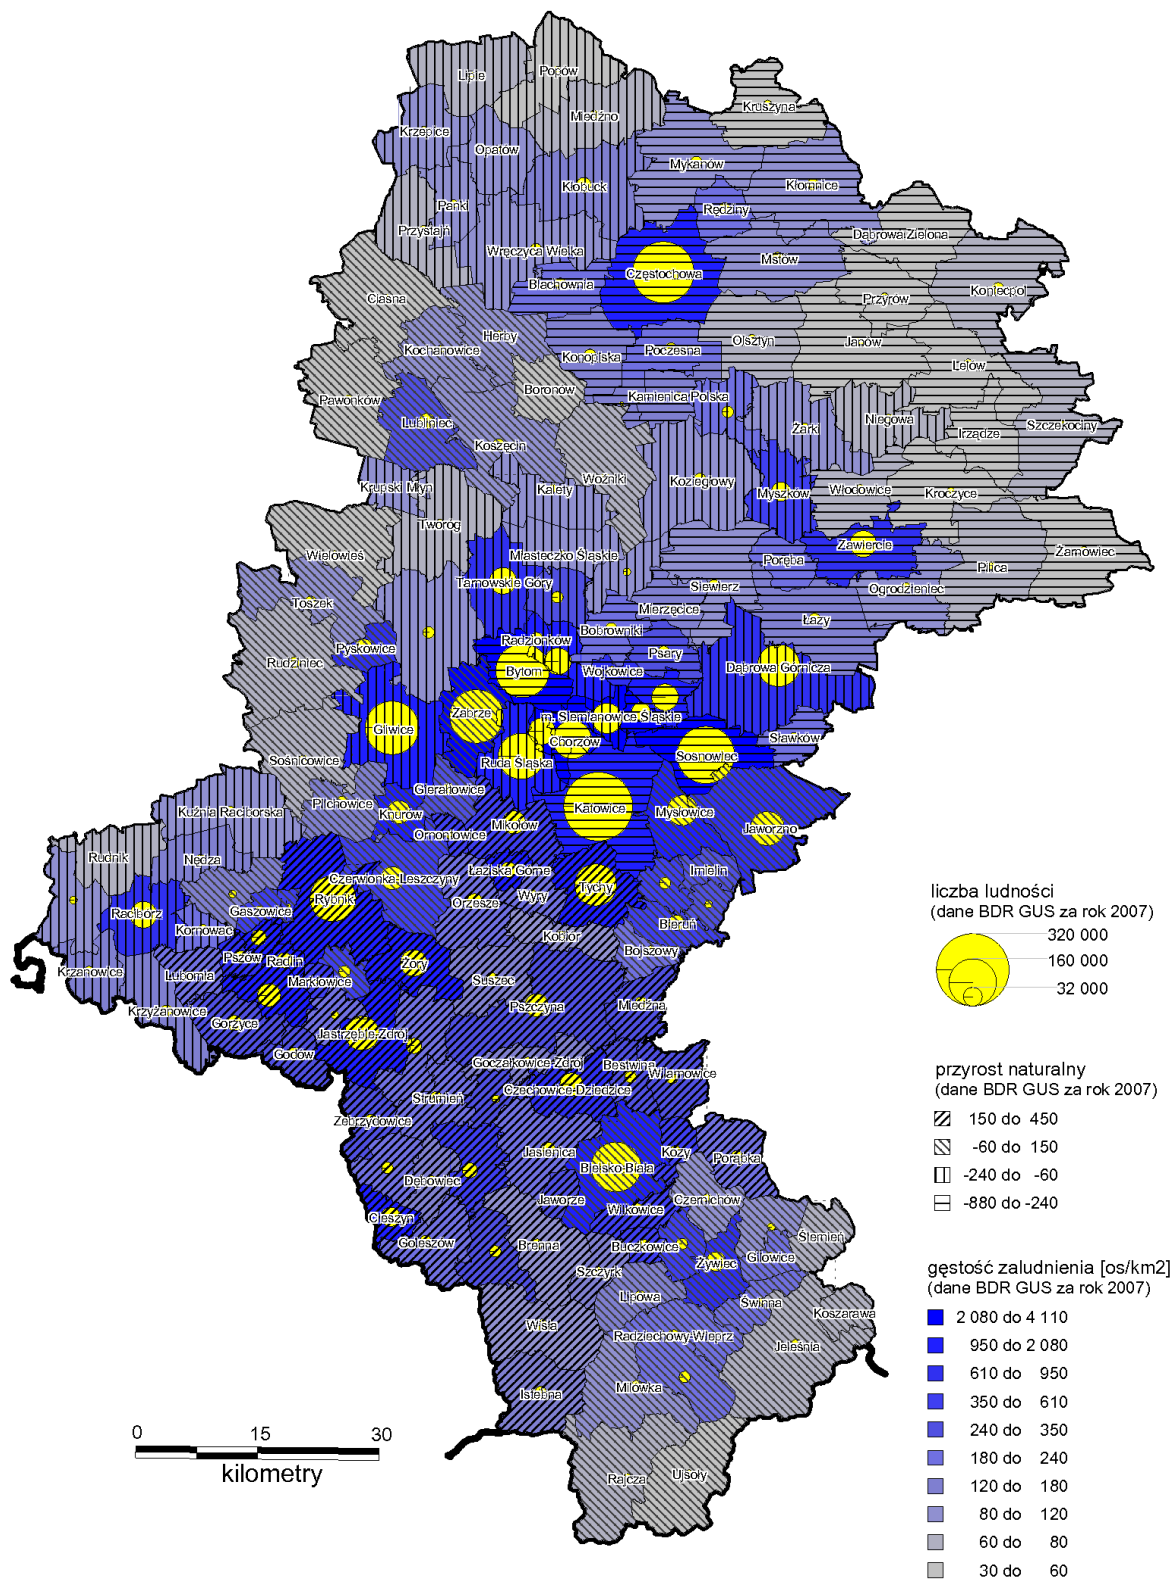 Lipie
Popów
Kruszyna
Miedźno
Krzepice
Opatów
Mykanów
Kłobuck
Kłomnice
Panki
Rędziny
Przystajń
Dąbrowa Zielona
Wręczyca Wielka
Mstów
Częstochowa
Blachownia
Koniecpol
Ciasna
Przyrów
Herby
Olsztyn
Janów
Kochanowice
Konopiska
Poczesna
Lelów
Boronów
Pawonków
Kamienica Polska
Lubliniec
Niegowa
Żarki
Szczekociny
Irządze
Koszęcin
Woźniki
Koziegłowy
Krupski Młyn
Kalety
Myszków
Włodowice
Kroczyce
Tworóg
Zawiercie
Żarnowiec
Wielowieś
Miasteczko Śląskie
Poręba
Pilica
Tarnowskie Góry
Siewierz
Ogrodzieniec
Toszek
Mierzęcice
Łazy
Bobrowniki
Radzionków
Pyskowice
Psary
Rudziniec
Bytom
Wojkowice
Dąbrowa Górnicza
Zabrze
m. Siemianowice Śląskie
Gliwice
Chorzów
Sławków
Sośnicowice
Ruda Śląska
Sosnowiec
Gierałtowice
Pilchowice
Kuźnia Raciborska
Knurów
Katowice
Mysłowice
Mikołów
Jaworzno
Ornontowice
Rudnik
Nędza
Łaziska Górne
Imielin
Czerwionka-Leszczyny
Tychy
Rybnik
Wyry
Orzesze
Racibórz
Gaszowice
Bieruń
Kornowac
Kobiór
Bojszowy
Pszów
Radlin
Żory
Krzanowice
Lubomia
Marklowice
Suszec
Krzyżanowice
Pszczyna
Miedźna
Gorzyce
Jastrzębie-Zdrój
Godów
Goczałkowice-Zdrój
Bestwina
Wilamowice
Czechowice-Dziedzice
Strumień
Zebrzydowice
Jasienica
Kozy
Porąbka
Bielsko-Biała
Dębowiec
Jaworze
Czernichów
Wilkowice
Cieszyn
Goleszów
Brenna
Buczkowice
Ślemień
Gilowice
Żywiec
Szczyrk
Lipowa
Świnna
Koszarawa
Wisła
Radziechowy-Wieprz
Jeleśnia
Istebna
Milówka
Rajcza
Ujsoły
liczba ludności
(dane BDR GUS za rok 2007)
320 000
160 000
32 000
przyrost naturalny
(dane BDR GUS za rok 2007)
150 do 450
-60 do 150
-240 do -60
-880 do -240
gęstość zaludnienia [os/km2]
(dane BDR GUS za rok 2007)
2 080 do 4 110
950 do 2 080
610 do 950
350 do 610
240 do 350
180 do 240
120 do 180
80 do 120
60 do 80
30 do 60
0 15 30
kilometry